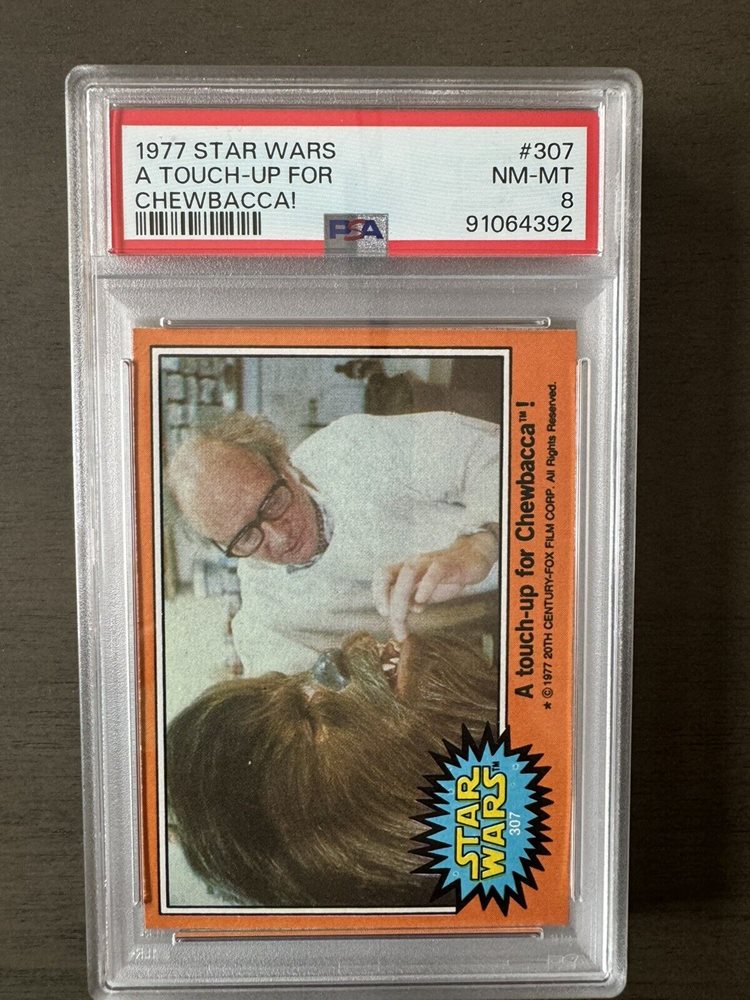 1977 STAR WARS #307
A TOUCH-UP FOR NM-MT
CHEWBACCA! 8
PSA 91064392
A touch-up for Chewbacca™!
★ © 1977 20TH CENTURY-FOX FILM CORP. All Rights Reserved.
STAR
WARS™
307